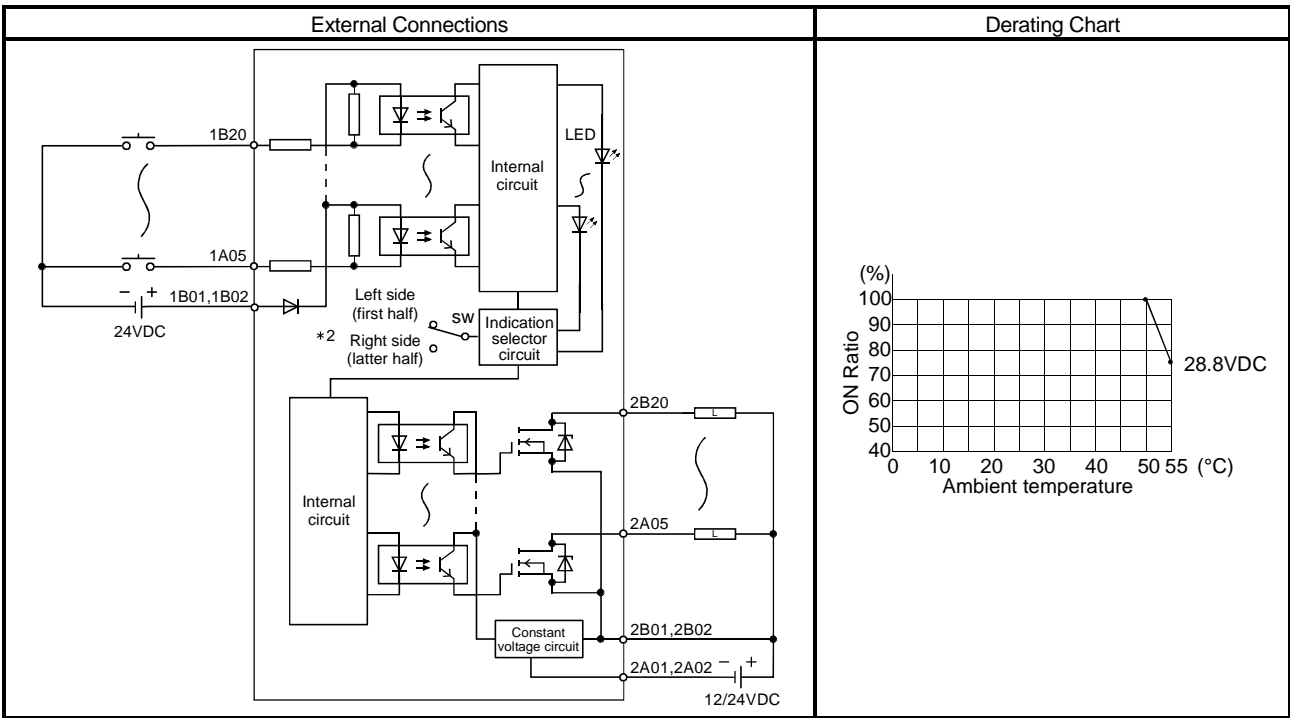 External Connections
Derating Chart
1B20
LED
Internal
circuit
1A05
− +
1B01,1B02
24VDC
Left side
(first half)
*2
SW
Right side
(latter half)
Indication
selector
circuit
2B20
L
Internal
circuit
2A05
L
Constant
voltage circuit
2B01,2B02
2A01,2A02
− +
12/24VDC
(%)
100
90
80
70
60
50
40
ON Ratio
28.8VDC
0 10 20 30 40 50 55 (°C)
Ambient temperature